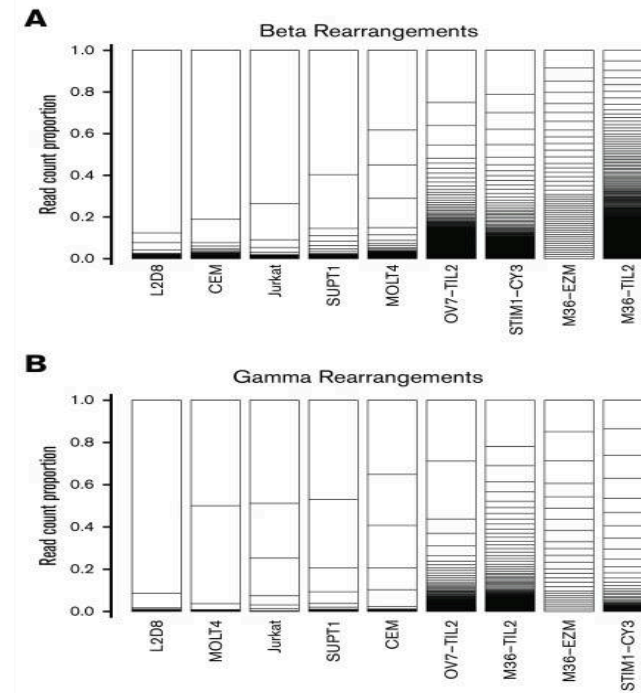 A
Beta Rearrangements
Read count proportion
1.0
0.8
0.6
0.4
0.2
0.0
L2D8
CEM
Jurkat
SUPT1
MOLT4
OV7-TIL2
STIM1-CY3
M36-EZM
M36-TIL2
B
Gamma Rearrangements
Read count proportion
1.0
0.8
0.6
0.4
0.2
0.0
L2D8
MOLT4
Jurkat
SUPT1
CEM
OV7-TIL2
M36-TIL2
M36-EZM
STIM1-CY3